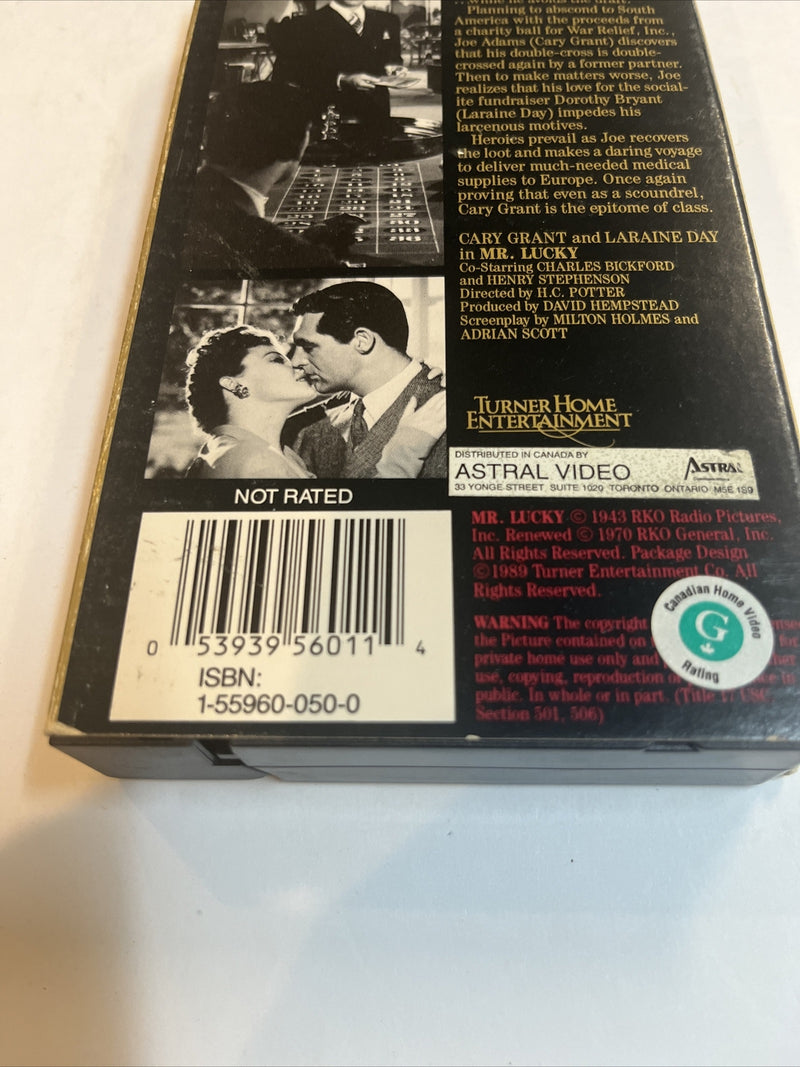 ...while he avoids the draft.
Planning to abscond to South
America with the proceeds from
a charity ball for War Relief, Inc.,
Joe Adams (Cary Grant) discovers
that his double-cross is double-
crossed again by a former partner.
Then to make matters worse, Joe
realizes that his love for the social-
ite fundraiser Dorothy Bryant
(Laraine Day) impedes his
larcenous motives.
Heroics prevail as Joe recovers
the loot and makes a daring voyage
to deliver much-needed medical
supplies to Europe. Once again
proving that even as a scoundrel,
Cary Grant is the epitome of class.
CARY GRANT and LARAINE DAY
in MR. LUCKY
Co-Starring CHARLES BICKFORD
and HENRY STEPHENSON
Directed by H.C. POTTER
Produced by DAVID HEMPSTEAD
Screenplay by MILTON HOLMES and
ADRIAN SCOTT
TURNER HOME
ENTERTAINMENT
DISTRIBUTED IN CANADA BY
ASTRAL VIDEO
33 YONGE STREET, SUITE 1020 TORONTO ONTARIO M5E 1S9
ASTRAL
NOT RATED
0 53939 56011 4
ISBN:
1-55960-050-0
MR. LUCKY © 1943 RKO Radio Pictures,
Inc. Renewed © 1970 RKO General, Inc.
All Rights Reserved. Package Design
©1989 Turner Entertainment Co. All
Rights Reserved.
WARNING The copyright
the Picture contained on for
private home use only and
use, copying, reproduction
public. In whole or in part. (Title 17 USC
Section 501, 506)
Canadian Home Video
G
Rating